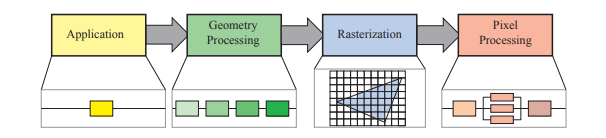 Application
Geometry
Processing
Rasterization
Pixel
Processing